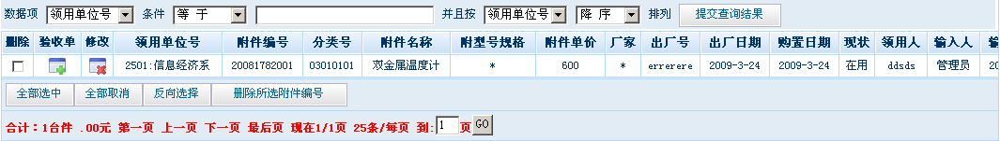 数据项 领用单位号 条件 等 于 并且按 领用单位号 降 序 排列 提交查询结果
删除 验收单 修改 领用单位号 附件编号 分类号 附件名称 附型号规格 附件单价 厂家 出厂号 出厂日期 购置日期 现状 领用人 输入人
2501:信息经济系 20081782001 03010101 双金属温度计 * 600 * errerere 2009-3-24 2009-3-24 在用 ddsds 管理员 20
全部选中 全部取消 反向选择 删除所选附件编号
合计：1台件 .00元 第一页 上一页 下一页 最后页 现在1/1页 25条/每页 到: 1 页 GO